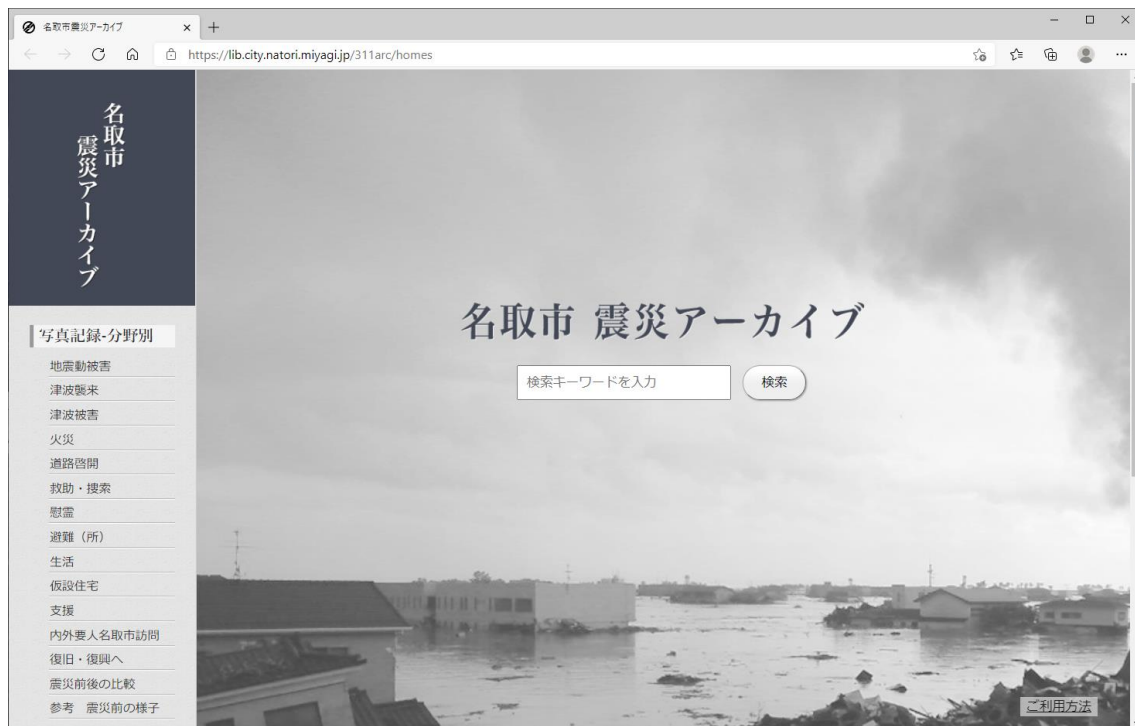 名取市震災アーカイブ
https://lib.city.natori.miyagi.jp/311arc/homes
名取市
震災アーカイブ
写真記録-分野別
地震動被害
津波襲来
津波被害
火災
道路啓開
救助・捜索
慰霊
避難（所）
生活
仮設住宅
支援
内外要人名取市訪問
復旧・復興へ
震災前後の比較
参考　震災前の様子
名取市 震災アーカイブ
検索キーワードを入力
検索
ご利用方法